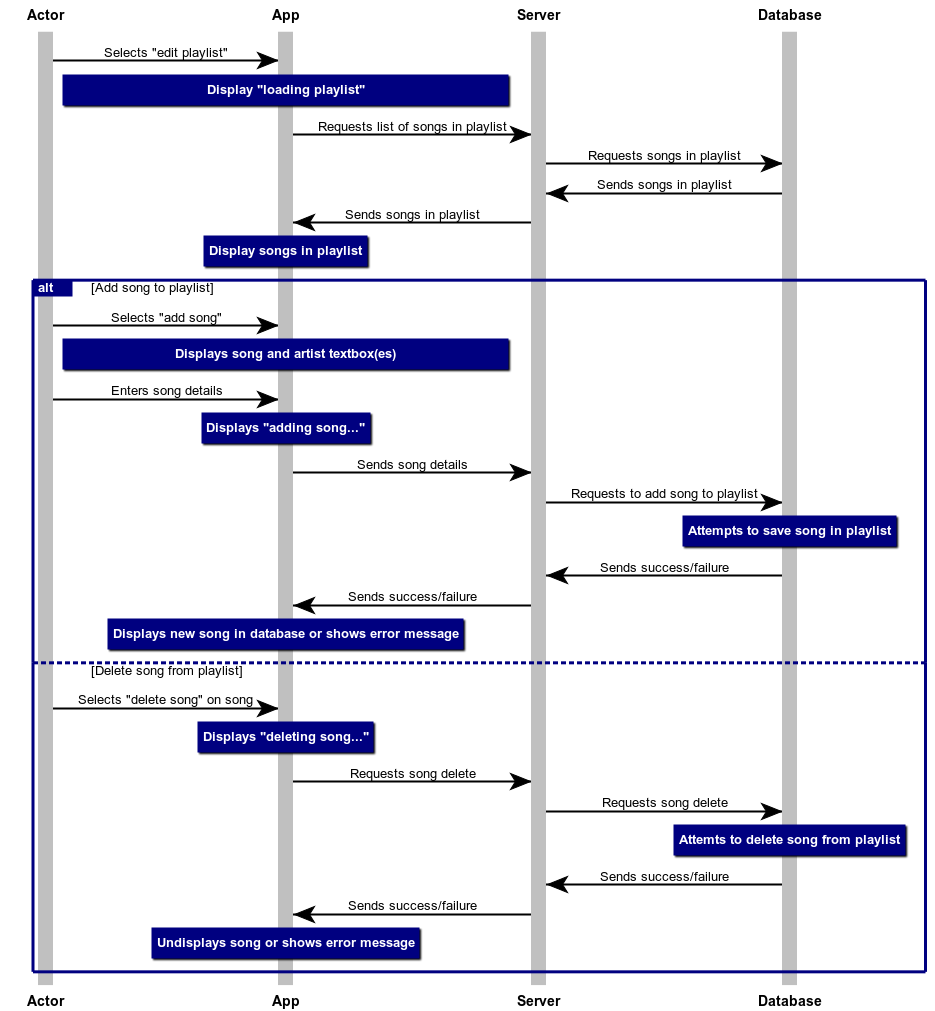 Actor App Server Database
Selects "edit playlist"
Display "loading playlist"
Requests list of songs in playlist
Requests songs in playlist
Sends songs in playlist
Sends songs in playlist
Display songs in playlist
alt [Add song to playlist]
Selects "add song"
Displays song and artist textbox(es)
Enters song details
Displays "adding song..."
Sends song details
Requests to add song to playlist
Attempts to save song in playlist
Sends success/failure
Sends success/failure
Displays new song in database or shows error message
[Delete song from playlist]
Selects "delete song" on song
Displays "deleting song..."
Requests song delete
Requests song delete
Attemts to delete song from playlist
Sends success/failure
Sends success/failure
Undisplays song or shows error message
Actor App Server Database